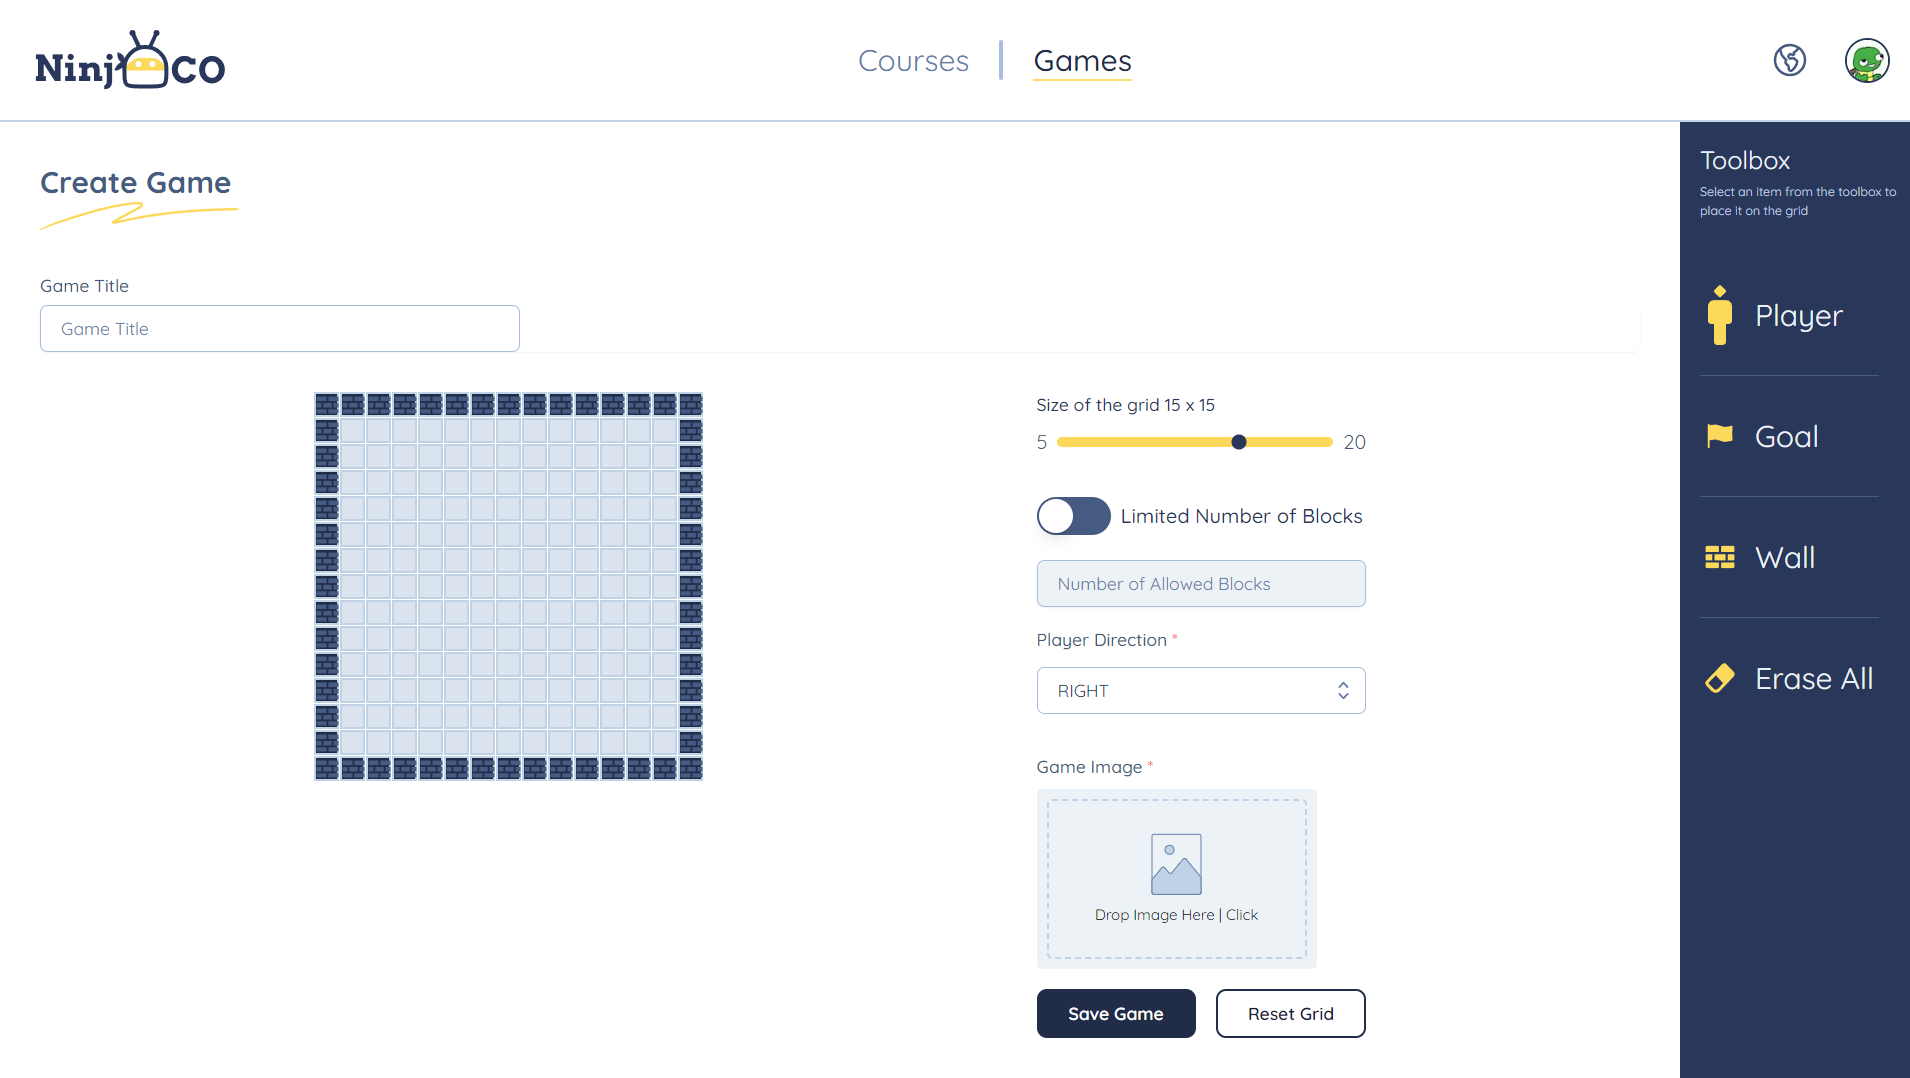 Ninj CO
Courses
Games
Create Game
Game Title
Game Title
Size of the grid 15 x 15
5
20
Limited Number of Blocks
Number of Allowed Blocks
Player Direction *
RIGHT
Game Image *
Drop Image Here | Click
Save Game
Reset Grid
Toolbox
Select an item from the toolbox to
place it on the grid
Player
Goal
Wall
Erase All